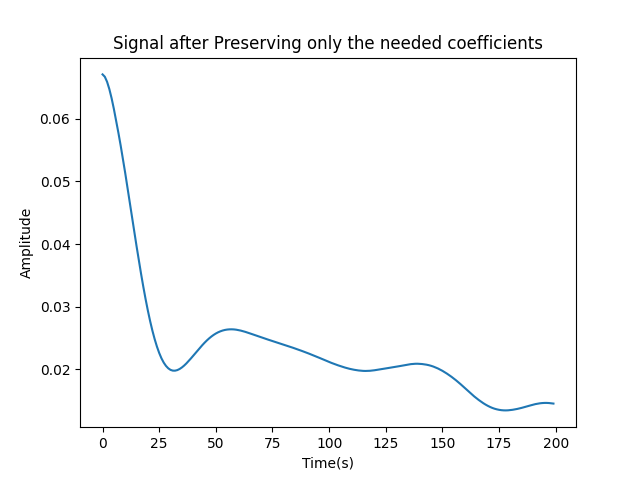 Signal after Preserving only the needed coefficients
0.06
0.05
0.04
0.03
0.02
Amplitude
0 25 50 75 100 125 150 175 200
Time(s)